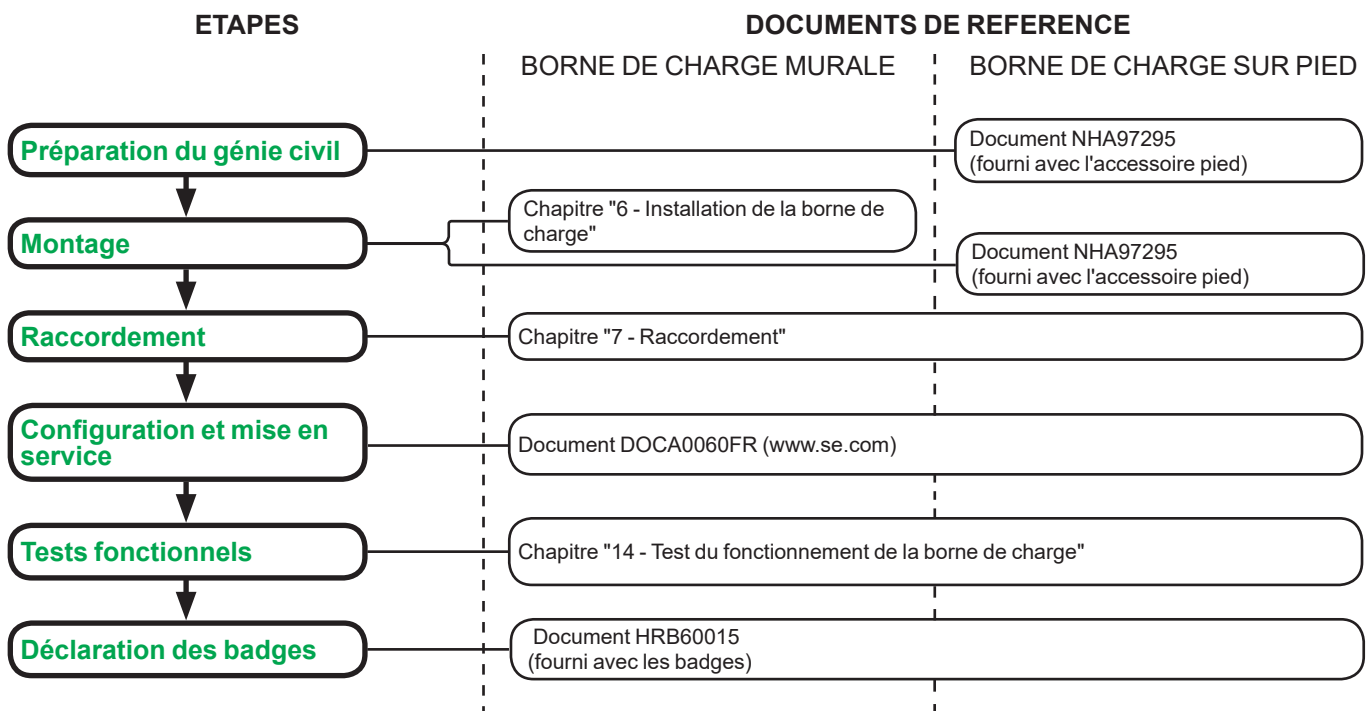 ETAPES
DOCUMENTS DE REFERENCE
BORNE DE CHARGE MURALE
BORNE DE CHARGE SUR PIED
Préparation du génie civil
Document NHA97295
(fourni avec l'accessoire pied)
Montage
Chapitre "6 - Installation de la borne de
charge"
Document NHA97295
(fourni avec l'accessoire pied)
Raccordement
Chapitre "7 - Raccordement"
Configuration et mise en
service
Document DOCA0060FR (www.se.com)
Tests fonctionnels
Chapitre "14 - Test du fonctionnement de la borne de charge"
Déclaration des badges
Document HRB60015
(fourni avec les badges)